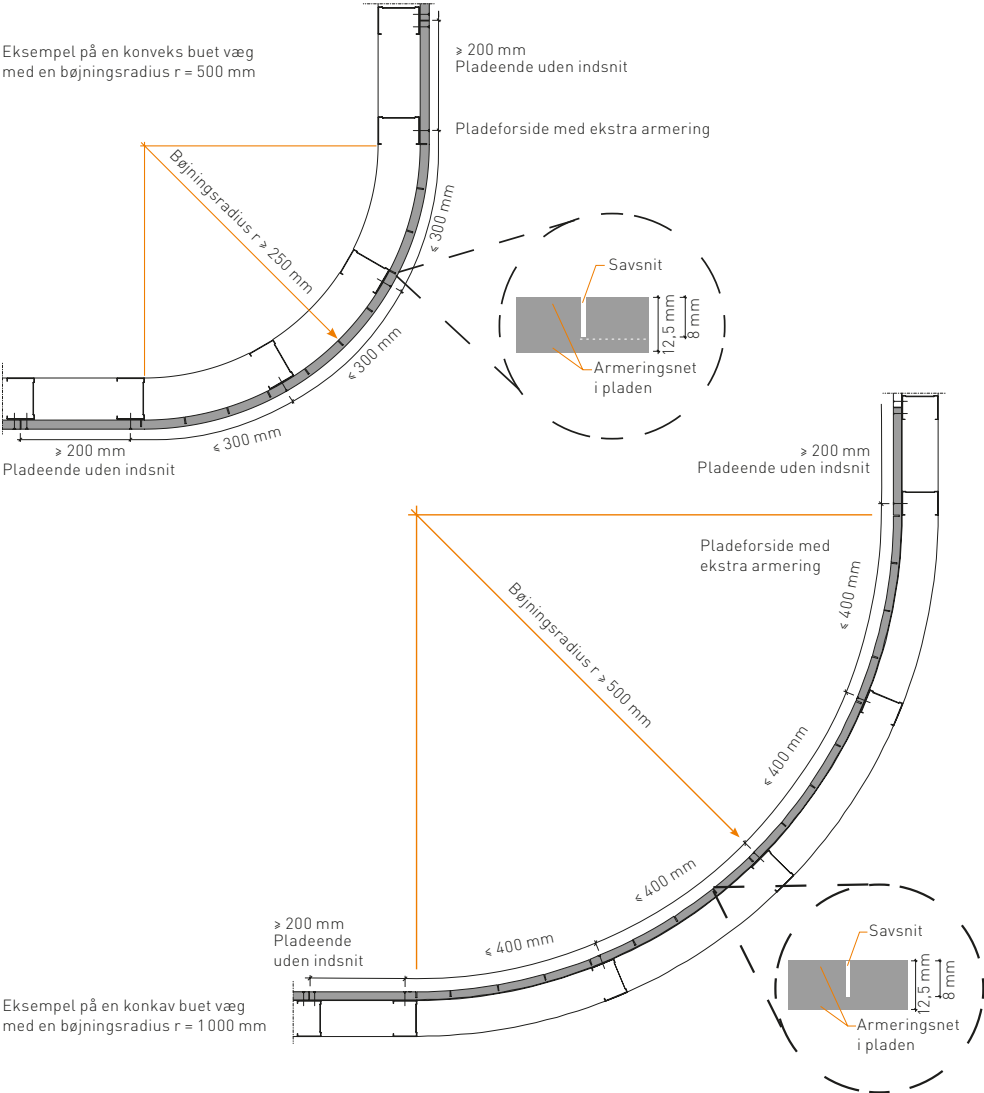 Eksempel på en konveks buet væg
med en bøjningsradius r = 500 mm
⩾ 200 mm
Pladeende uden indsnit
Pladeforside med ekstra armering
Bøjningsradius r ⩾ 250 mm
⩽ 300 mm
⩽ 300 mm
⩽ 300 mm
Savsnit
12,5 mm
8 mm
Armeringsnet
i pladen
⩾ 200 mm
Pladeende uden indsnit
⩾ 200 mm
Pladeende uden indsnit
Pladeforside med
ekstra armering
Bøjningsradius r ⩾ 500 mm
⩽ 400 mm
⩽ 400 mm
⩽ 400 mm
⩽ 400 mm
⩾ 200 mm
Pladeende
uden indsnit
Savsnit
12,5 mm
8 mm
Armeringsnet
i pladen
Eksempel på en konkav buet væg
med en bøjningsradius r = 1000 mm